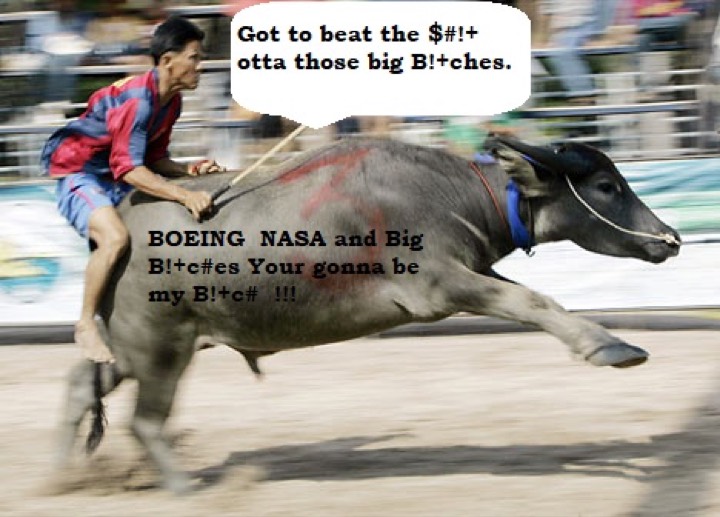 Got to beat the $#!+
otta those big B!+ches.
BOEING  NASA and Big
B!+c#es Your gonna be
my B!+c#  !!!